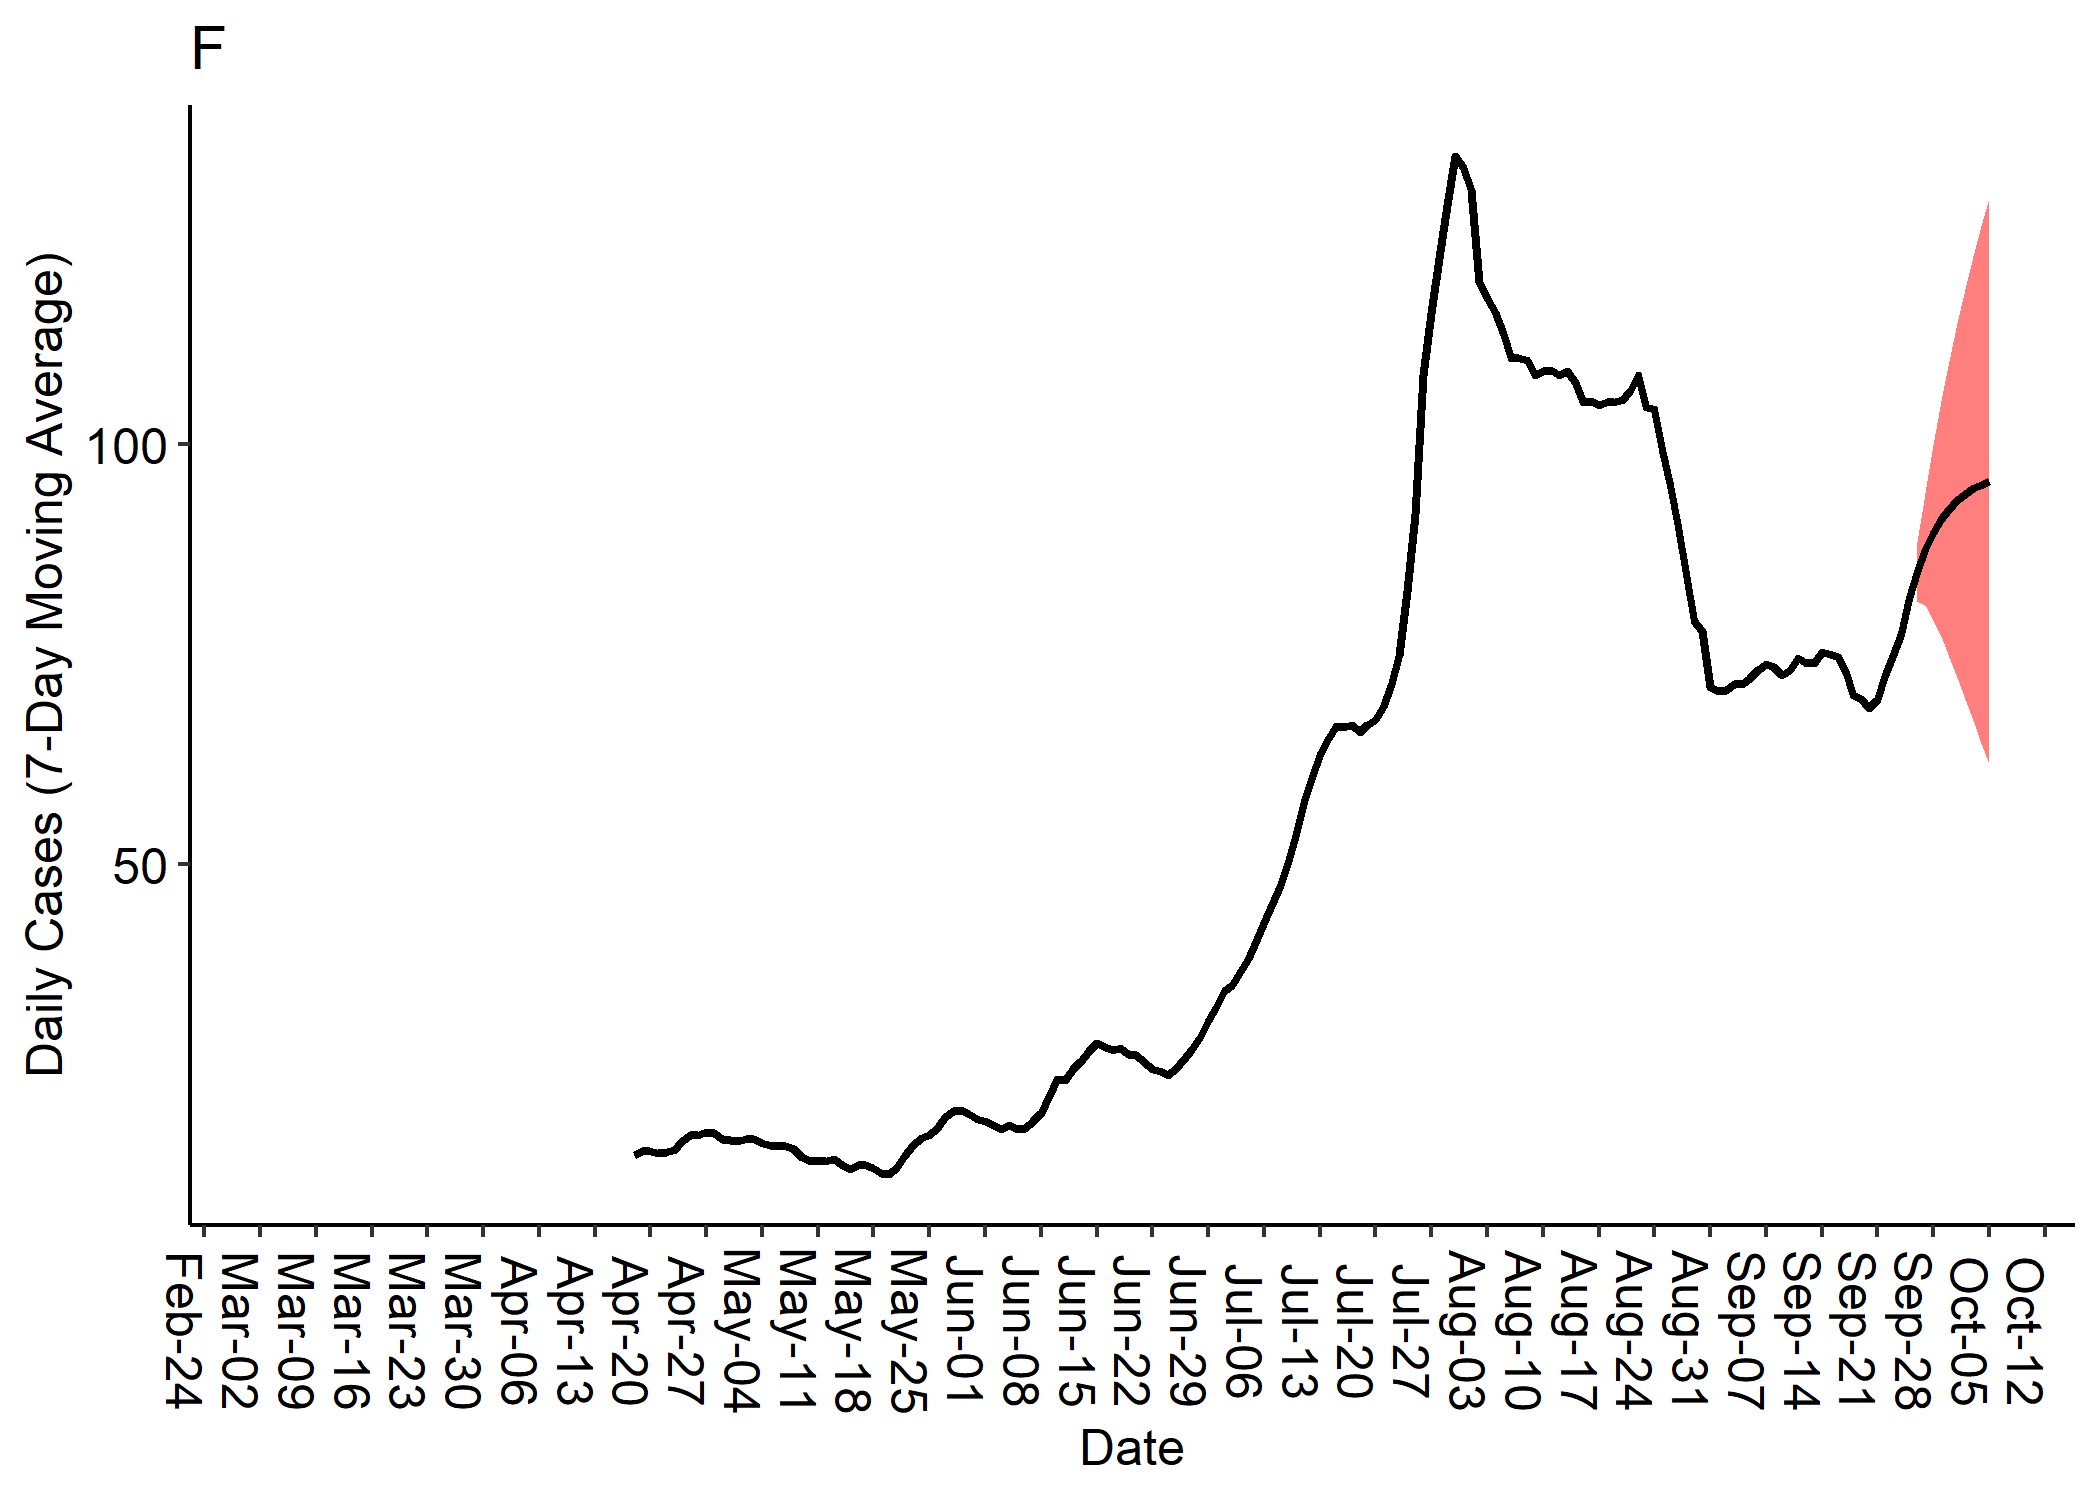 F
Daily Cases (7-Day Moving Average)
100
50
Feb-24
Mar-02
Mar-09
Mar-16
Mar-23
Mar-30
Apr-06
Apr-13
Apr-20
Apr-27
May-04
May-11
May-18
May-25
Jun-01
Jun-08
Jun-15
Jun-22
Jun-29
Jul-06
Jul-13
Jul-20
Jul-27
Aug-03
Aug-10
Aug-17
Aug-24
Aug-31
Sep-07
Sep-14
Sep-21
Sep-28
Oct-05
Oct-12
Date